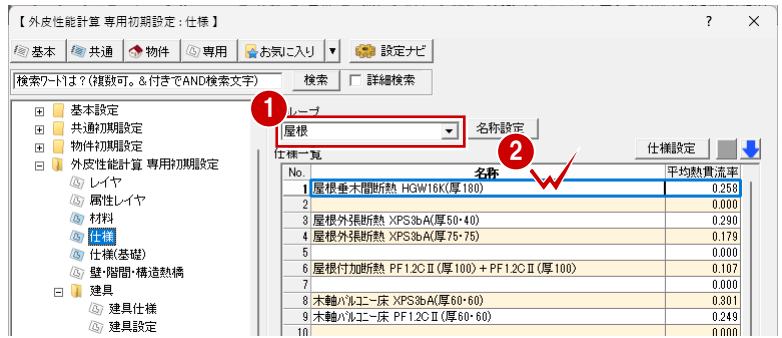 【 外皮性能計算 専用初期設定 : 仕様 】 ?
基本 共通 物件 専用 お気に入り ▼ 設定ナビ
検索ワードは？(複数可。＆付きでAND検索文字) 検索 詳細検索
基本設定
共通初期設定
物件初期設定
外皮性能計算 専用初期設定
レイヤ
属性レイヤ
材料
仕様
仕様(基礎)
壁・階間・構造熱橋
建具
建具仕様
建具設定
1
ループ
屋根 名称設定
2
仕様一覧 仕様設定
No. 名称 平均熱貫流率
1 屋根垂木間断熱 HGW16K(厚180) 0.258
2 0.000
3 屋根外張断熱 XPS3bA(厚50・40) 0.290
4 屋根外張断熱 XPS3bA(厚75・75) 0.179
5 0.000
6 屋根付加断熱 PF1.2CⅡ(厚100)+PF1.2CⅡ(厚100) 0.107
7 0.000
8 木軸バルコニー床 XPS3bA(厚60・60) 0.301
9 木軸バルコニー床 PF1.2CⅡ(厚60・60) 0.249
10 0.000